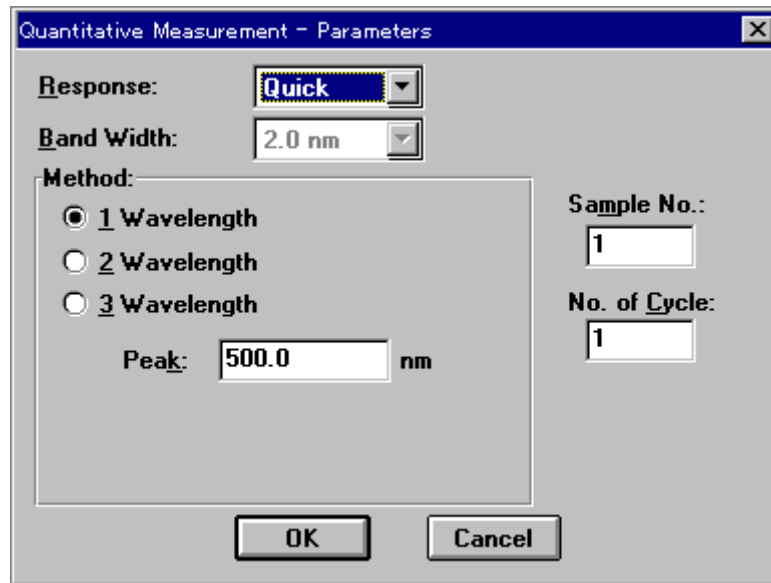 Quantitative Measurement - Parameters
Response: Quick
Band Width: 2.0 nm
Method:
1 Wavelength
2 Wavelength
3 Wavelength
Peak: 500.0 nm
Sample No.:
1
No. of Cycle:
1
OK Cancel